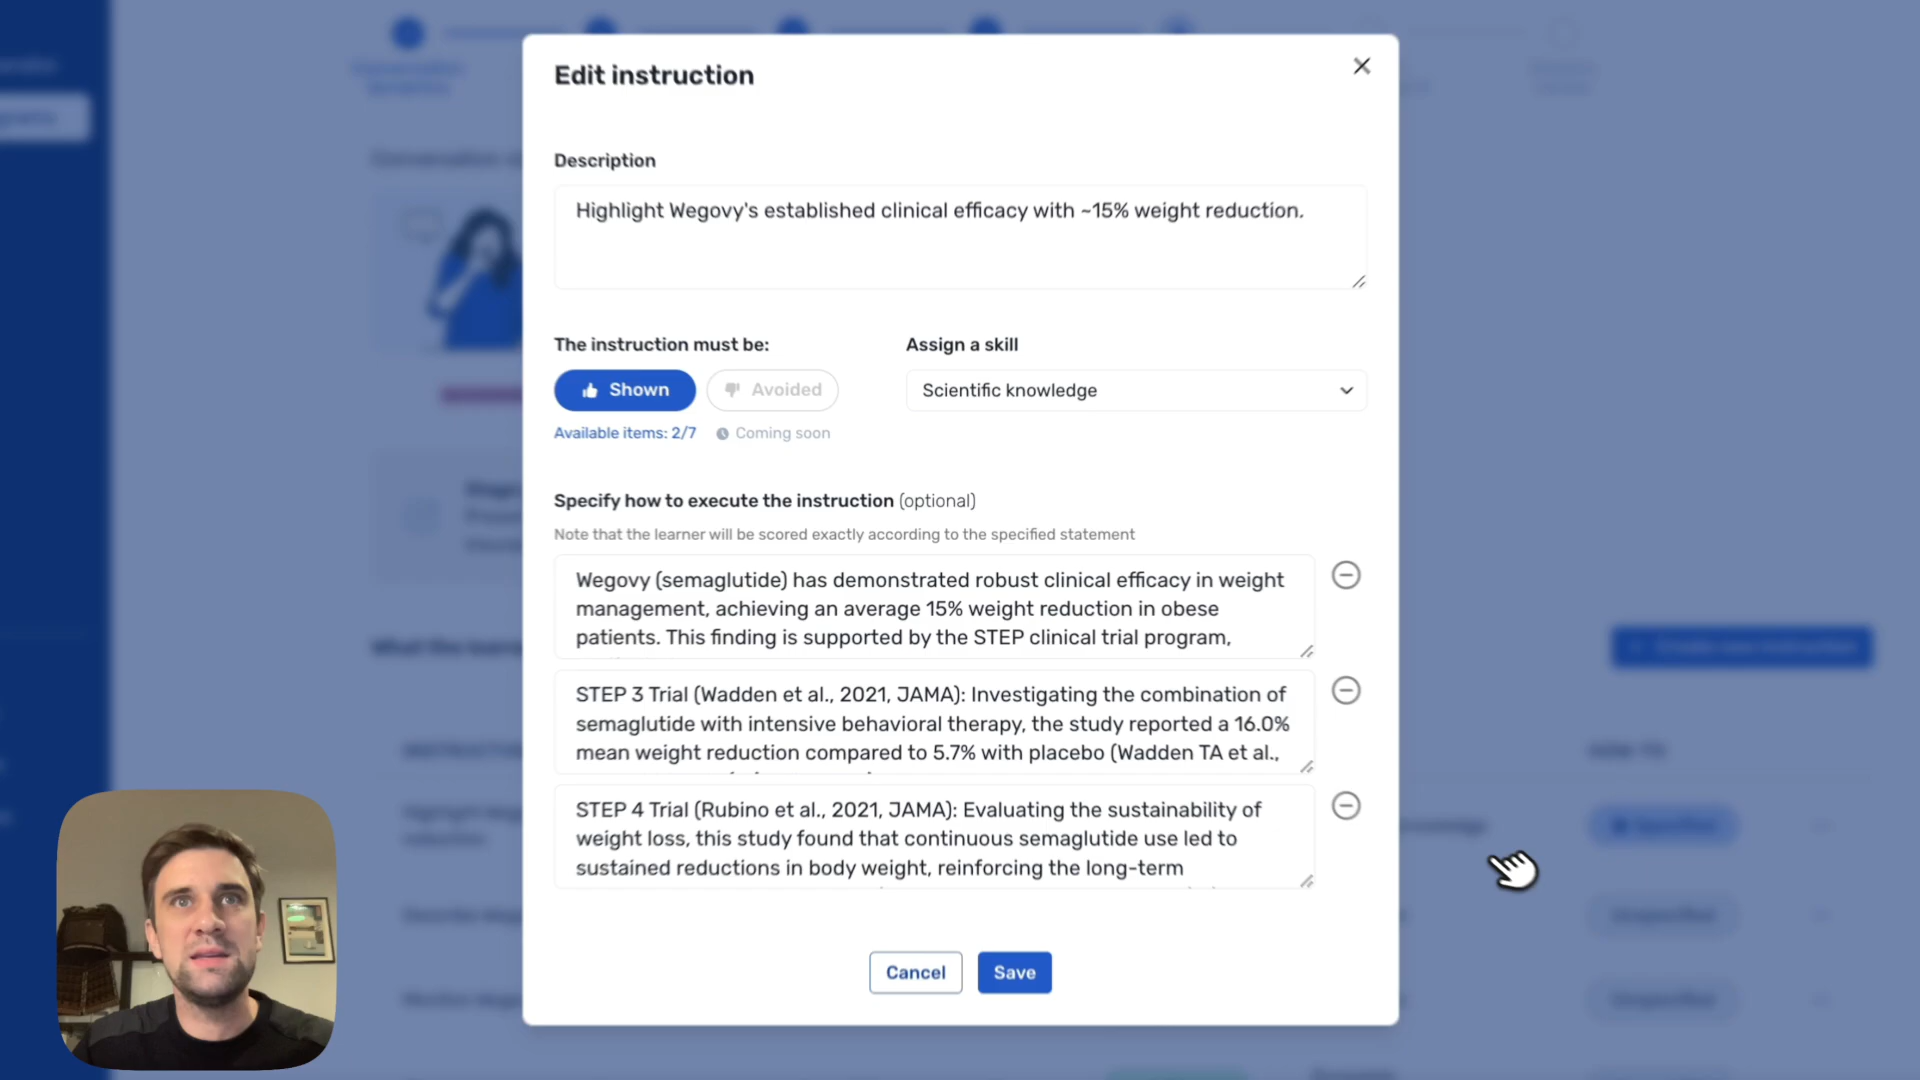 Edit instruction
Description
Highlight Wegovy's established clinical efficacy with ~15% weight reduction.
The instruction must be:
Assign a skill
Shown
Avoided
Scientific knowledge
Available items: 2/7
Coming soon
Specify how to execute the instruction (optional)
Note that the learner will be scored exactly according to the specified statement
Wegovy (semaglutide) has demonstrated robust clinical efficacy in weight
management, achieving an average 15% weight reduction in obese
patients. This finding is supported by the STEP clinical trial program,
STEP 3 Trial (Wadden et al., 2021, JAMA): Investigating the combination of
semaglutide with intensive behavioral therapy, the study reported a 16.0%
mean weight reduction compared to 5.7% with placebo (Wadden TA et al.,
STEP 4 Trial (Rubino et al., 2021, JAMA): Evaluating the sustainability of
weight loss, this study found that continuous semaglutide use led to
sustained reductions in body weight, reinforcing the long-term
Cancel
Save